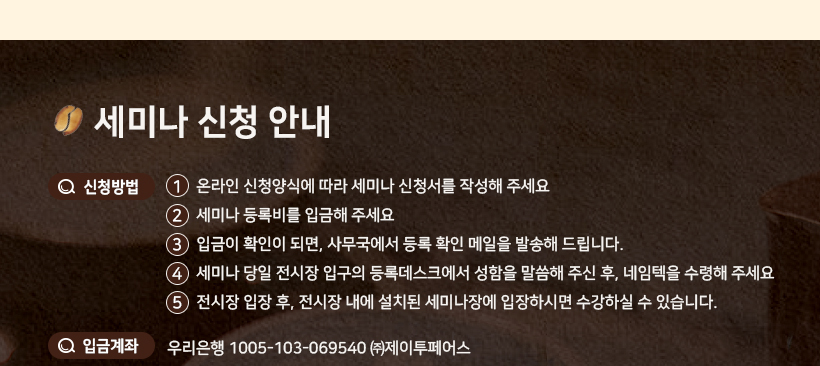 세미나 신청 안내
신청방법 ① 온라인 신청양식에 따라 세미나 신청서를 작성해 주세요
② 세미나 등록비를 입금해 주세요
③ 입금이 확인이 되면, 사무국에서 등록 확인 메일을 발송해 드립니다.
④ 세미나 당일 전시장 입구의 등록데스크에서 성함을 말씀해 주신 후, 네임텍을 수령해 주세요
⑤ 전시장 입장 후, 전시장 내에 설치된 세미나장에 입장하시면 수강하실 수 있습니다.
입금계좌 우리은행 1005-103-069540 ㈜제이투페어스